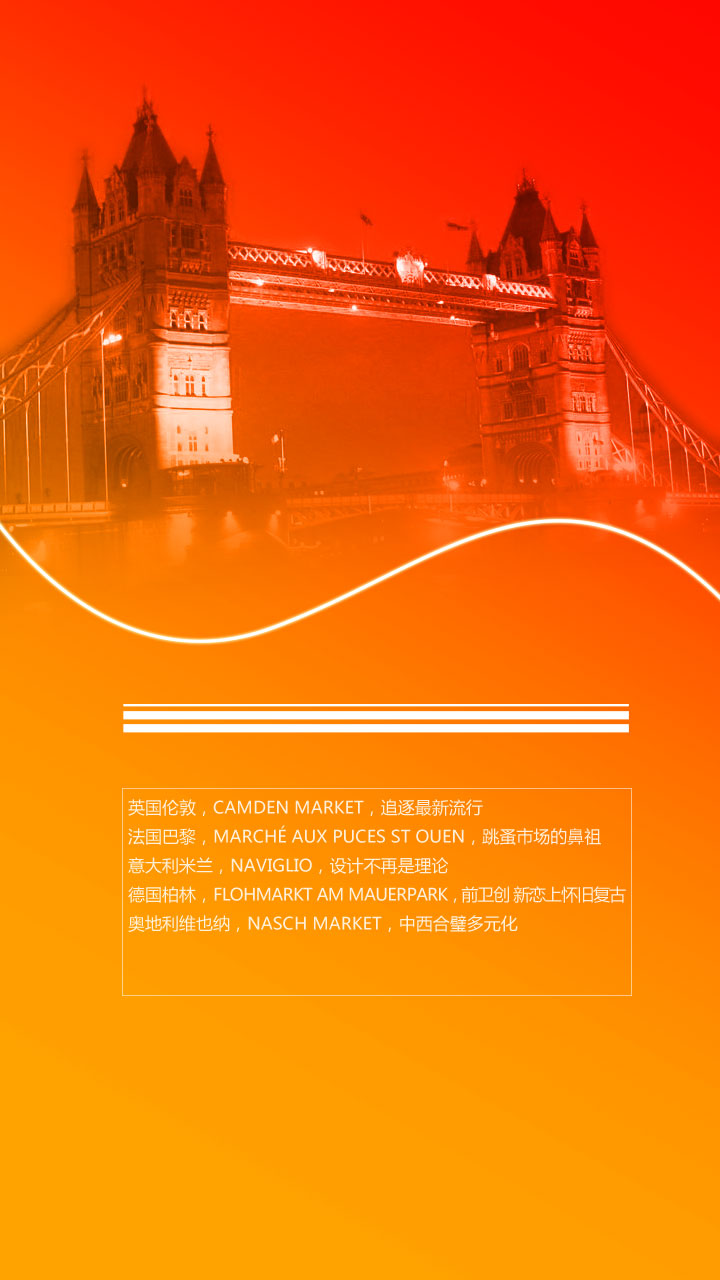 英国伦敦，CAMDEN MARKET，追逐最新流行
法国巴黎，MARCHÉ AUX PUCES ST OUEN，跳蚤市场的鼻祖
意大利米兰，NAVIGLIO，设计不再是理论
德国柏林，FLOHMARKT AM MAUERPARK，前卫创新恋上怀旧复古
奥地利维也纳，NASCH MARKET，中西合璧多元化